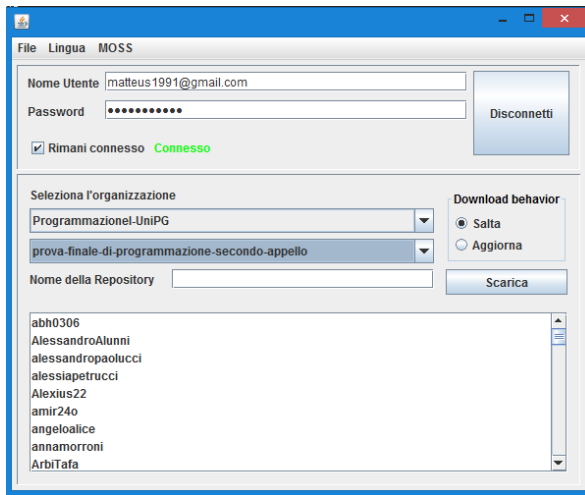 File Lingua MOSS
Nome Utente matteus1991@gmail.com
Password •••••••••••
Disconnetti
Rimani connesso Connesso
Seleziona l'organizzazione
ProgrammazioneI-UniPG
prova-finale-di-programmazione-secondo-appello
Nome della Repository
Download behavior
Salta
Aggiorna
Scarica
abh0306
AlessandroAlunni
alessandropaolucci
alessiapetrucci
Alexius22
amir24o
angeloalice
annamorroni
ArbiTafa